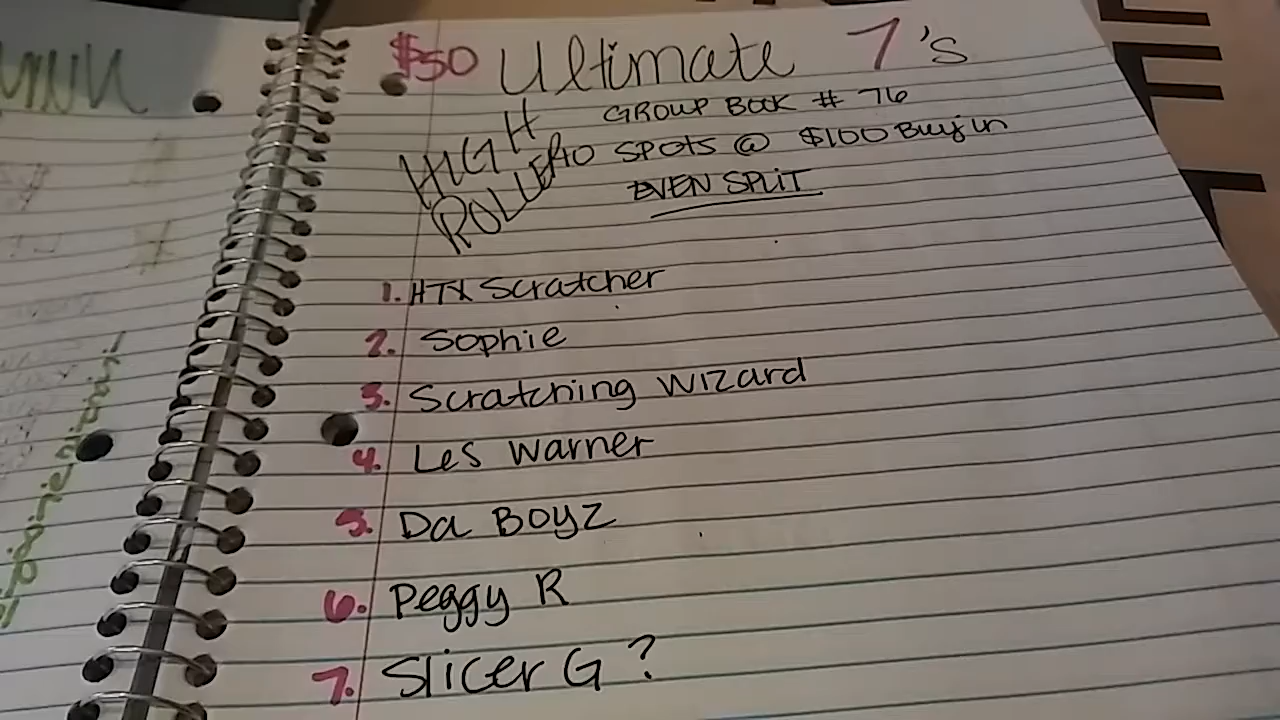 $50 Ultimate 7's
GROUP BOOK # 76
HIGH
ROLLER
10 SPOTS @ $100 Buy in
EVEN SPLIT
1. HTX Scratcher
2. Sophie
3. Scratching Wizard
4. Les Warner
5. Da Boyz
6. Peggy R
7. Slicer G ?